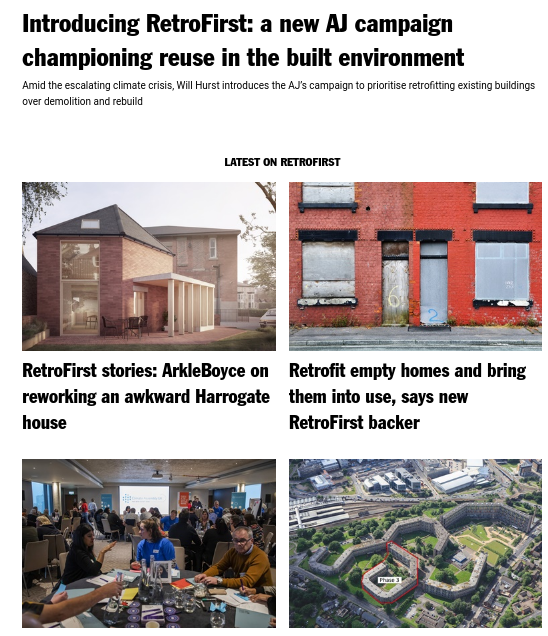 Introducing RetroFirst: a new AJ campaign
championing reuse in the built environment
Amid the escalating climate crisis, Will Hurst introduces the AJ's campaign to prioritise retrofitting existing buildings
over demolition and rebuild
LATEST ON RETROFIRST
RetroFirst stories: ArkleBoyce on
reworking an awkward Harrogate
house
Retrofit empty homes and bring
them into use, says new
RetroFirst backer
Phase 3